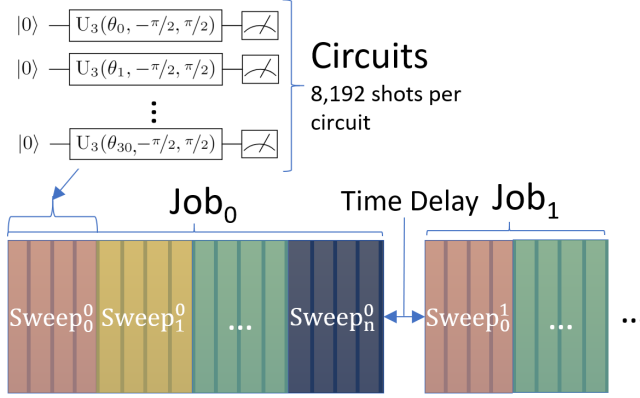 |0⟩ U₃(θ₀, −π/2, π/2)
|0⟩ U₃(θ₁, −π/2, π/2)
⋮
|0⟩ U₃(θ₃₀,−π/2, π/2)
Circuits
8,192 shots per
circuit
Job₀
Time Delay
Job₁
Sweep₀⁰
Sweep₁⁰
...
Sweepₙ⁰
Sweep₀¹
...
..